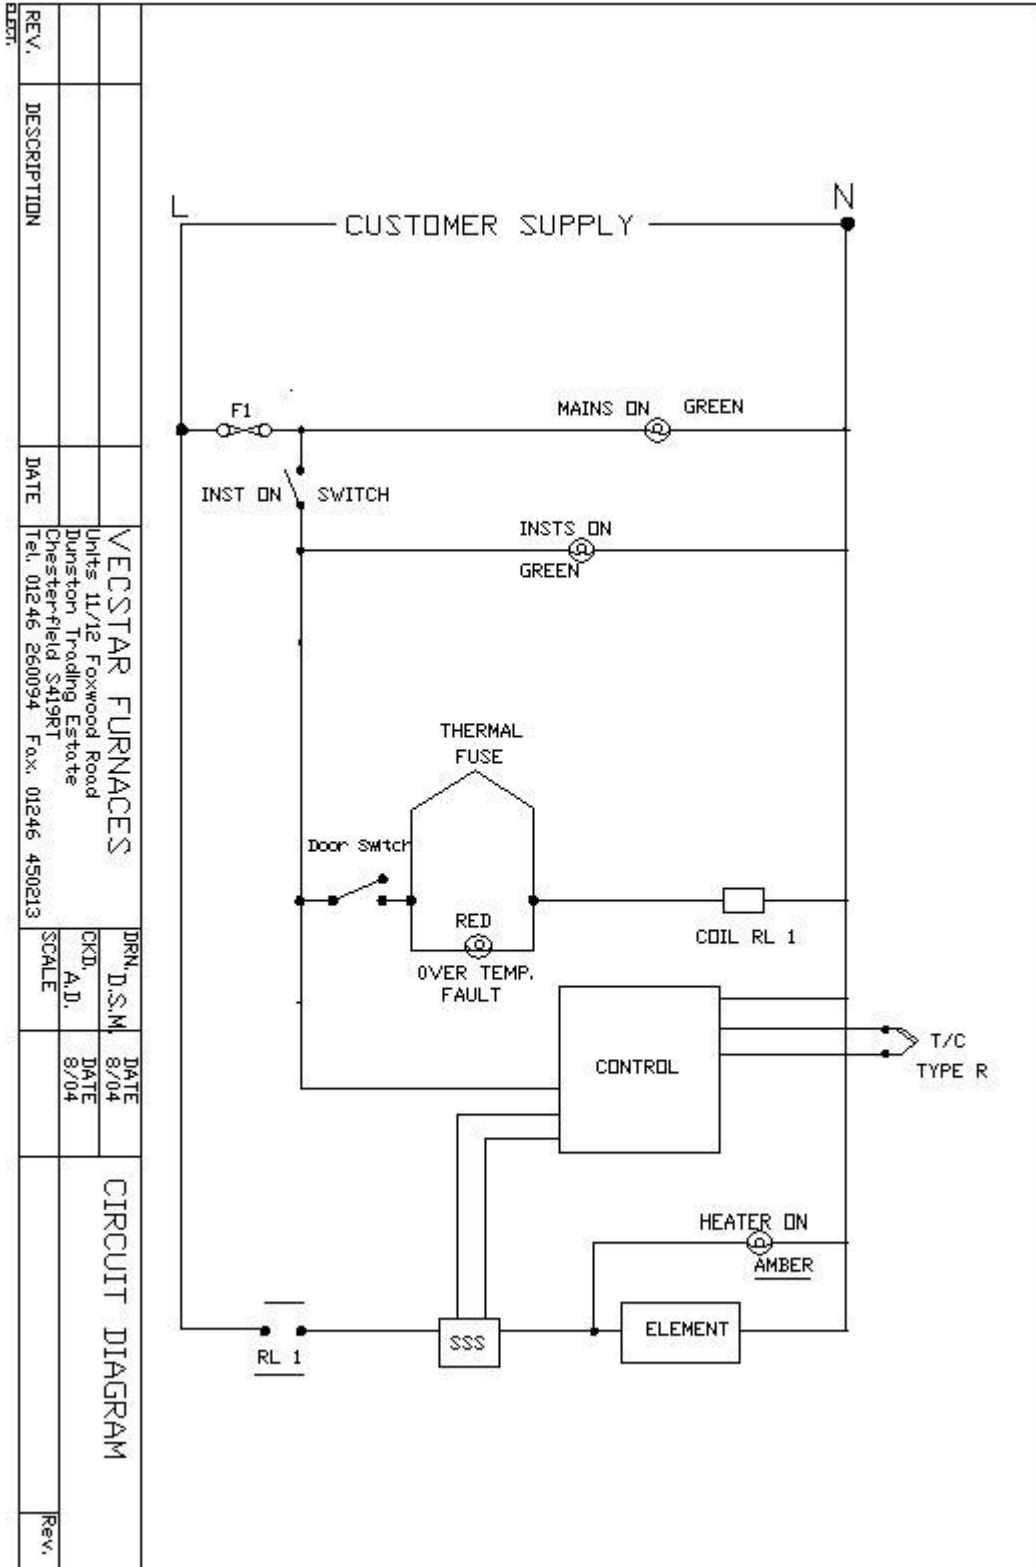 L
N
CUSTOMER SUPPLY
F1
MAINS ON GREEN
INST ON SWITCH
INSTS ON
GREEN
THERMAL
FUSE
Door Switch
RED
OVER TEMP.
FAULT
COIL RL 1
CONTROL
T/C
TYPE R
HEATER ON
AMBER
RL 1
SSS
ELEMENT
REV.
DESCRIPTION
DATE
VECSTAR FURNACES
Units 11/12 Foxwood Road
Dunston Trading Estate
Chesterfield S419RT
Tel. 01246 260094 Fax. 01246 450213
DRN. D.S.M.
DATE 8/04
CKD. A.D.
DATE 8/04
SCALE
CIRCUIT DIAGRAM
Rev.
ELECT.